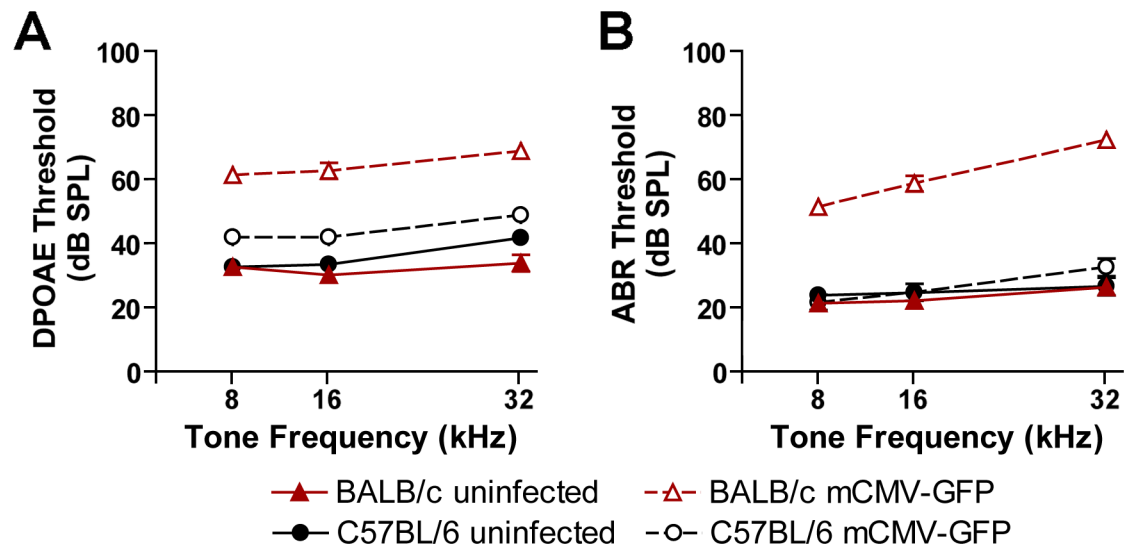 A
DPOAE Threshold
(dB SPL)
100
80
60
40
20
0
8
16
32
Tone Frequency (kHz)
B
ABR Threshold
(dB SPL)
100
80
60
40
20
0
8
16
32
Tone Frequency (kHz)
BALB/c uninfected
BALB/c mCMV-GFP
C57BL/6 uninfected
C57BL/6 mCMV-GFP